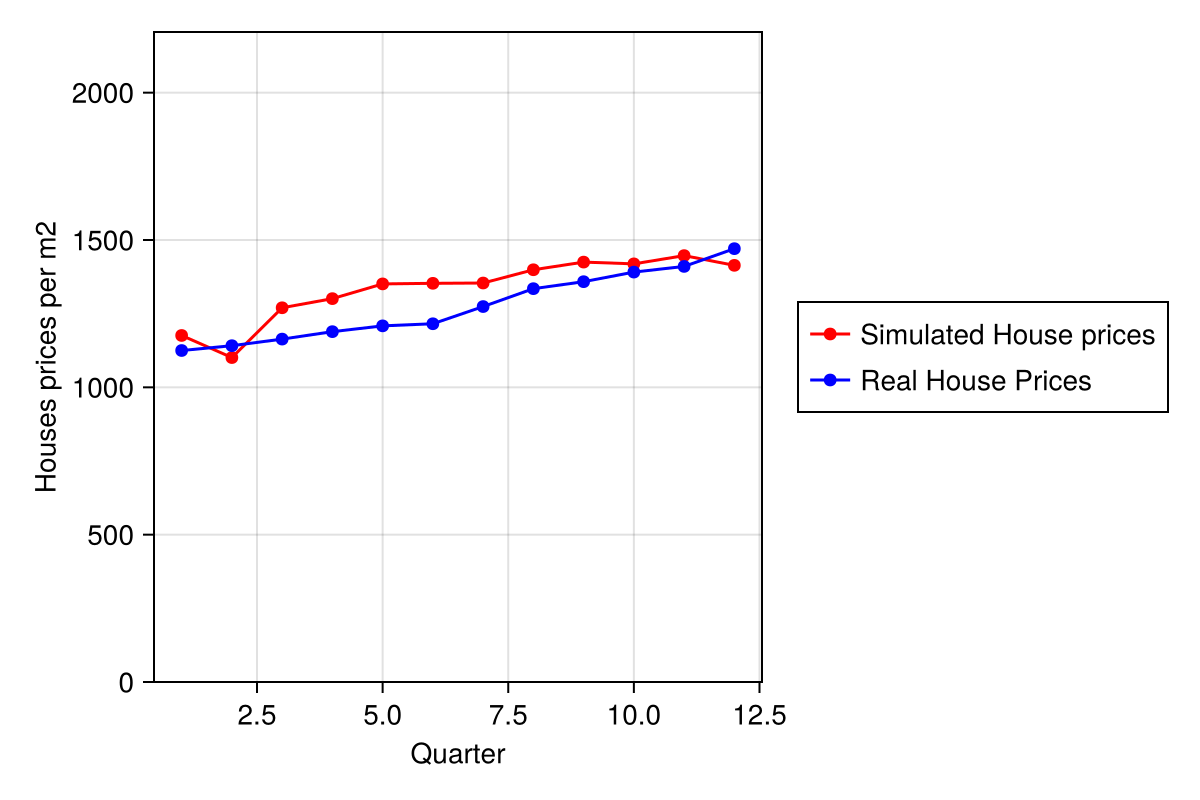 2000
1500
1000
500
0
Houses prices per m2
2.5 5.0 7.5 10.0 12.5
Quarter
Simulated House prices
Real House Prices